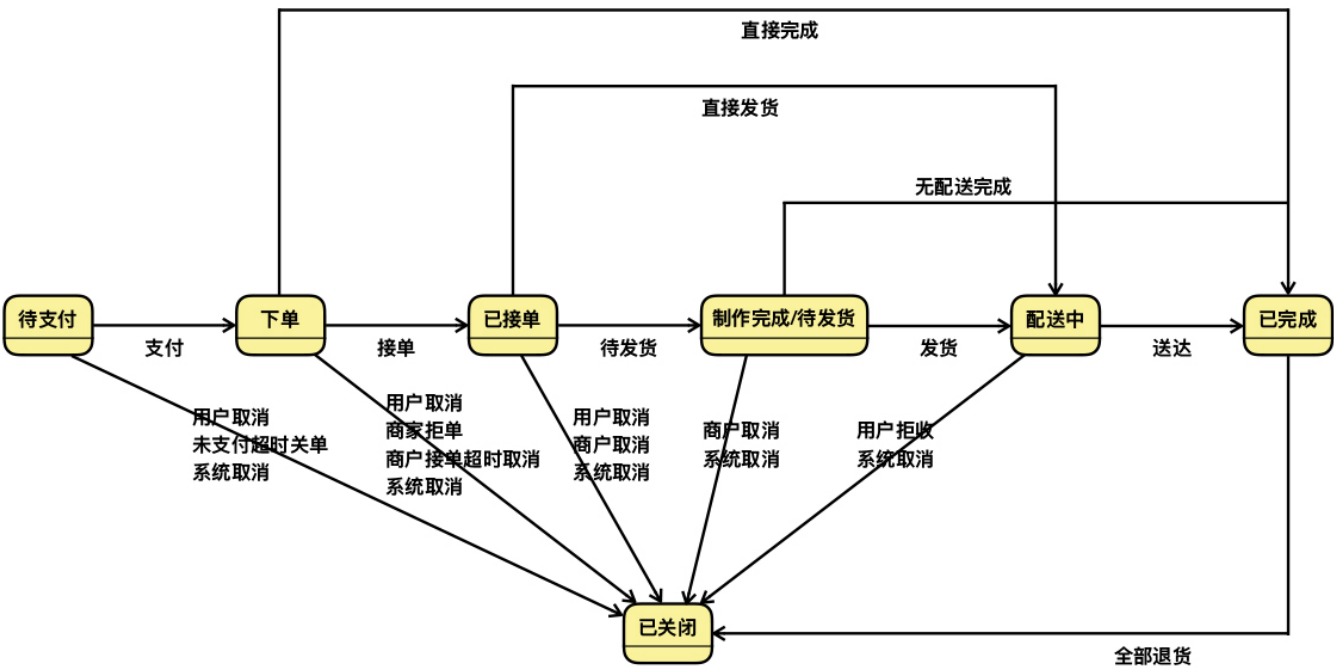 直接完成
直接发货
无配送完成
待支付
下单
已接单
制作完成/待发货
配送中
已完成
支付
接单
待发货
发货
送达
用户取消
未支付超时关单
系统取消
用户取消
商家拒单
商户接单超时取消
系统取消
用户取消
商户取消
系统取消
商户取消
系统取消
用户拒收
系统取消
已关闭
全部退货